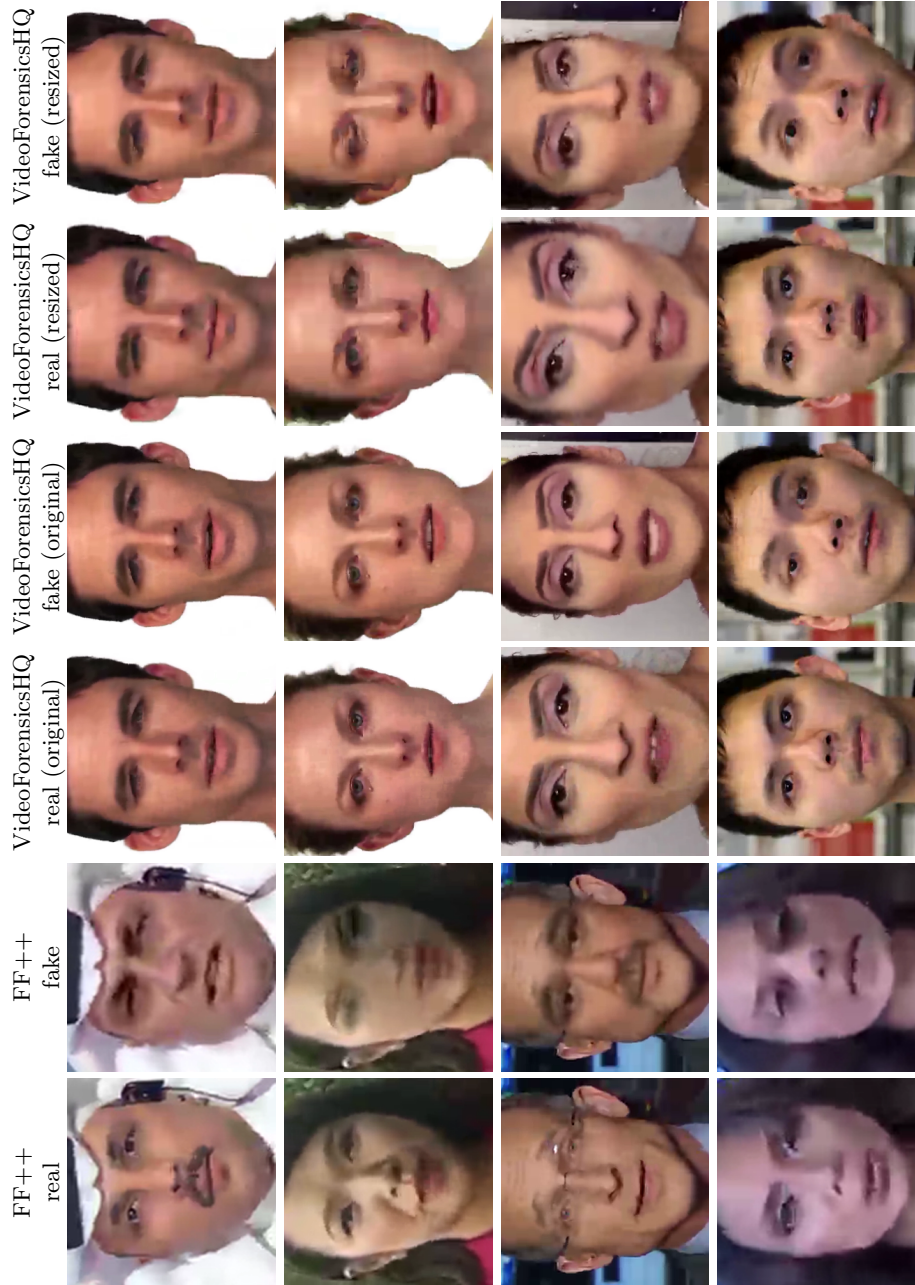 FF++
real
FF++
fake
VideoForensicsHQ
real (original)
VideoForensicsHQ
fake (original)
VideoForensicsHQ
real (resized)
VideoForensicsHQ
fake (resized)